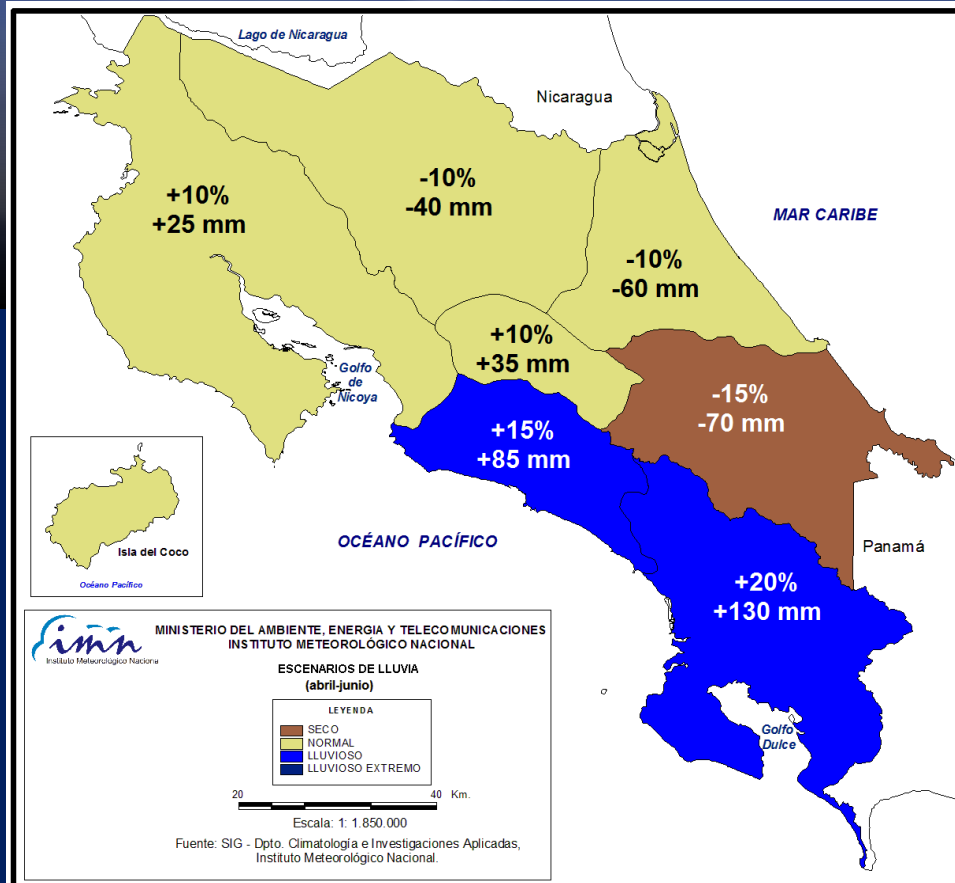 Lago de Nicaragua
Nicaragua
+10%
+25 mm
-10%
-40 mm
MAR CARIBE
-10%
-60 mm
+10%
+35 mm
Golfo
de
Nicoya
-15%
-70 mm
+15%
+85 mm
Isla del Coco
Océano Pacífico
OCÉANO PACÍFICO
Panamá
+20%
+130 mm
Golfo
Dulce
imn
Instituto Meteorológico Naciona
MINISTERIO DEL AMBIENTE, ENERGIA Y TELECOMUNICACIONES
INSTITUTO METEOROLÓGICO NACIONAL
ESCENARIOS DE LLUVIA
(abril-junio)
LEYENDA
SECO
NORMAL
LLUVIOSO
LLUVIOSO EXTREMO
20 40 Km.
Escala: 1: 1.850.000
Fuente: SIG - Dpto. Climatología e Investigaciones Aplicadas,
Instituto Meteorológico Nacional.